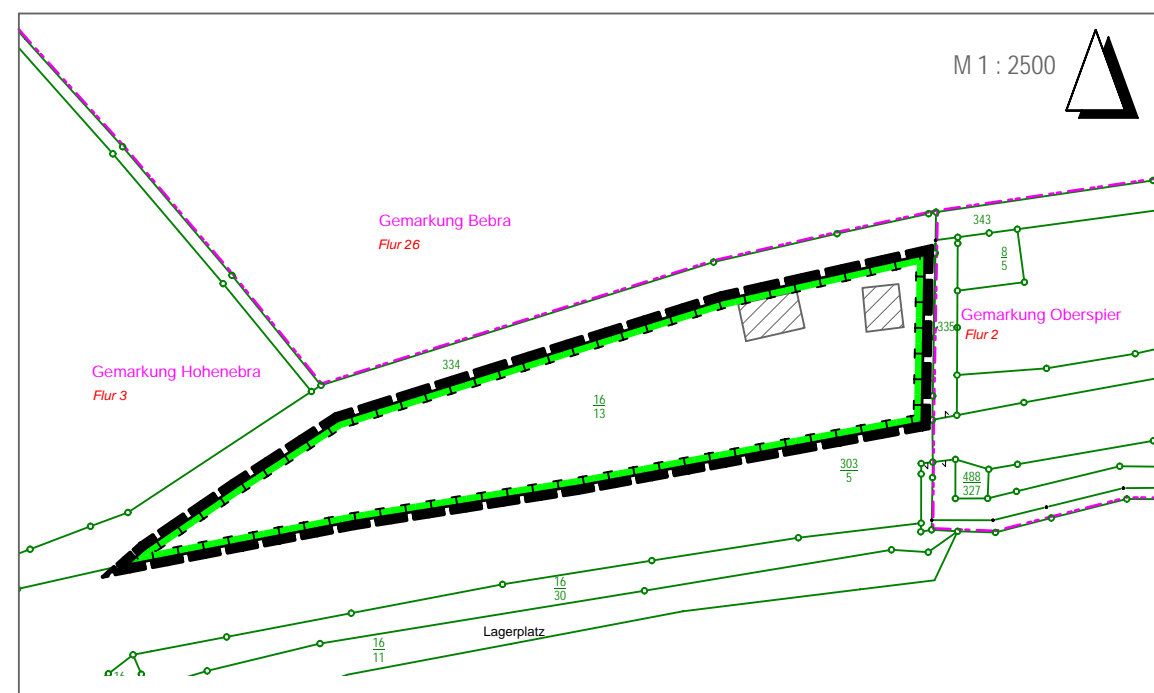 M 1 : 2500
343
Gemarkung Bebra
Flur 26
8
5
Gemarkung Oberspier
335
Flur 2
334
Gemarkung Hohenebra
Flur 3
16
13
303
5
488
327
16
30
Lagerplatz
16
11
16